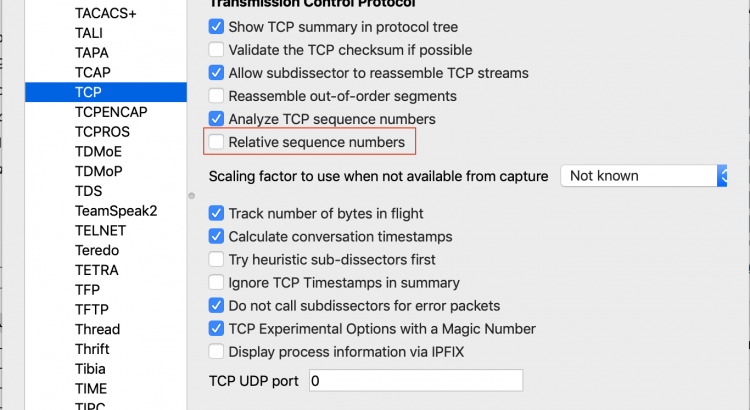 Transmission Control Protocol
TACACS+
TALI
TAPA
TCAP
TCP
TCPENCAP
TCPROS
TDMoE
TDMoP
TDS
TeamSpeak2
TELNET
Teredo
TETRA
TFP
TFTP
Thread
Thrift
Tibia
TIME
TIPC
Show TCP summary in protocol tree
Validate the TCP checksum if possible
Allow subdissector to reassemble TCP streams
Reassemble out-of-order segments
Analyze TCP sequence numbers
Relative sequence numbers
Scaling factor to use when not available from capture Not known
Track number of bytes in flight
Calculate conversation timestamps
Try heuristic sub-dissectors first
Ignore TCP Timestamps in summary
Do not call subdissectors for error packets
TCP Experimental Options with a Magic Number
Display process information via IPFIX
TCP UDP port 0